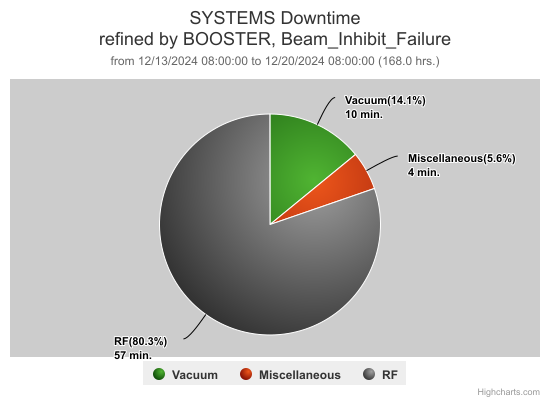 SYSTEMS Downtime
refined by BOOSTER, Beam_Inhibit_Failure
from 12/13/2024 08:00:00 to 12/20/2024 08:00:00 (168.0 hrs.)
Vacuum(14.1%)
10 min.
Miscellaneous(5.6%)
4 min.
RF(80.3%)
57 min.
Vacuum Miscellaneous RF
Highcharts.com